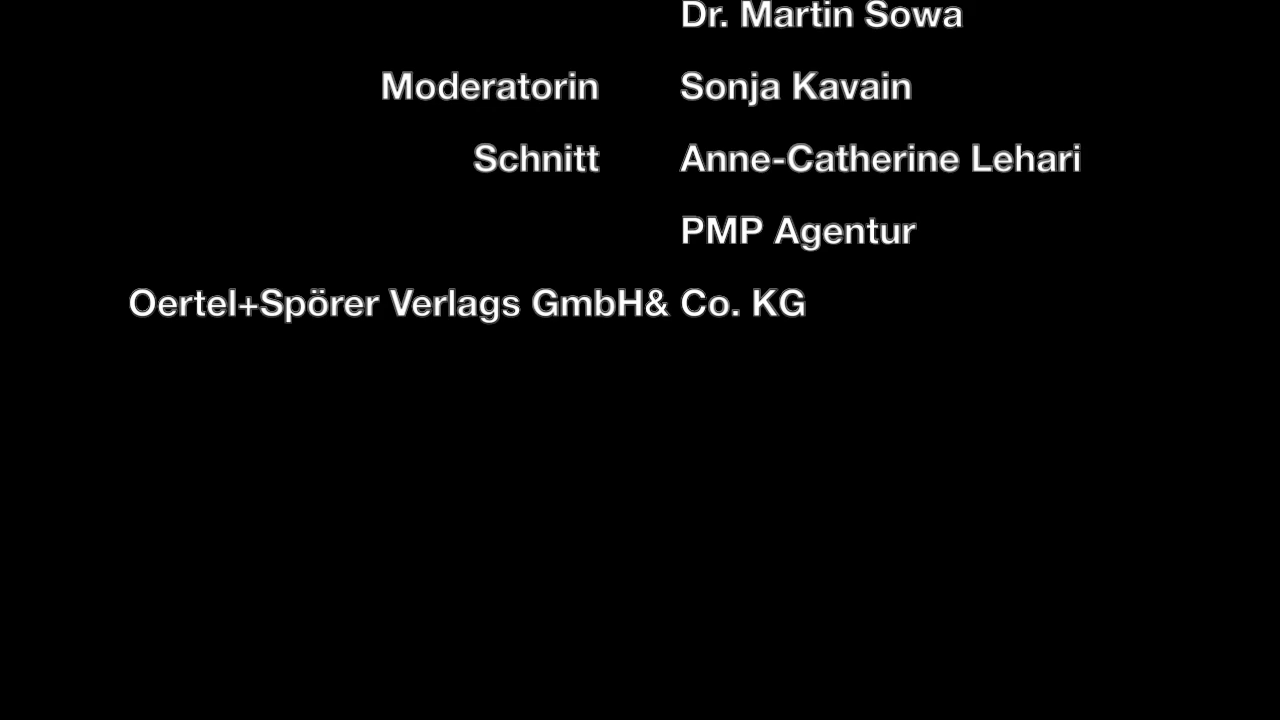 Dr. Martin Sowa
Moderatorin Sonja Kavain
Schnitt Anne-Catherine Lehari
PMP Agentur
Oertel+Spörer Verlags GmbH& Co. KG